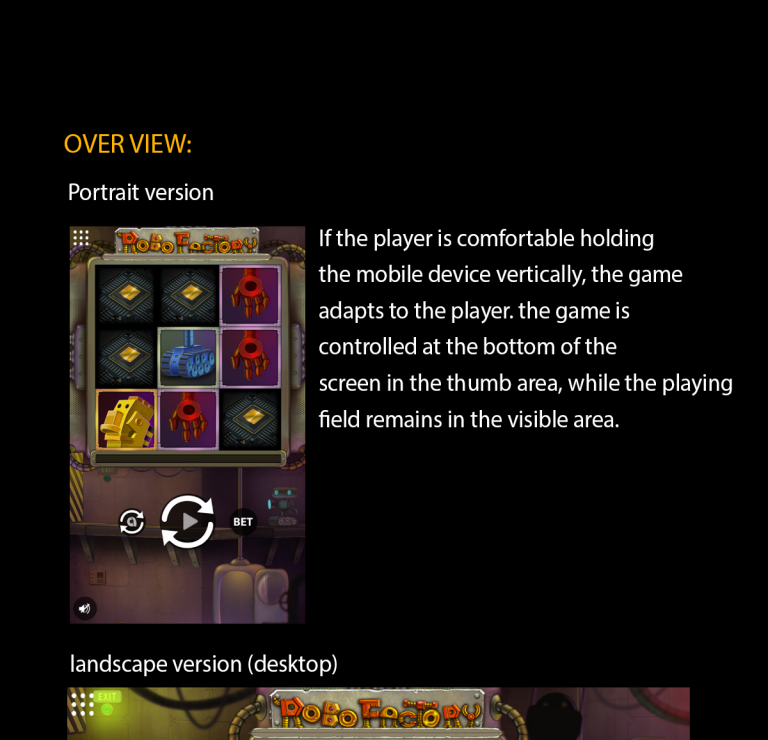 OVER VIEW:
Portrait version
ROBO FACTORY
If the player is comfortable holding
the mobile device vertically, the game
adapts to the player. the game is
controlled at the bottom of the
screen in the thumb area, while the playing
field remains in the visible area.
a
BET
landscape version (desktop)
EXIT
ROBO FACTORY